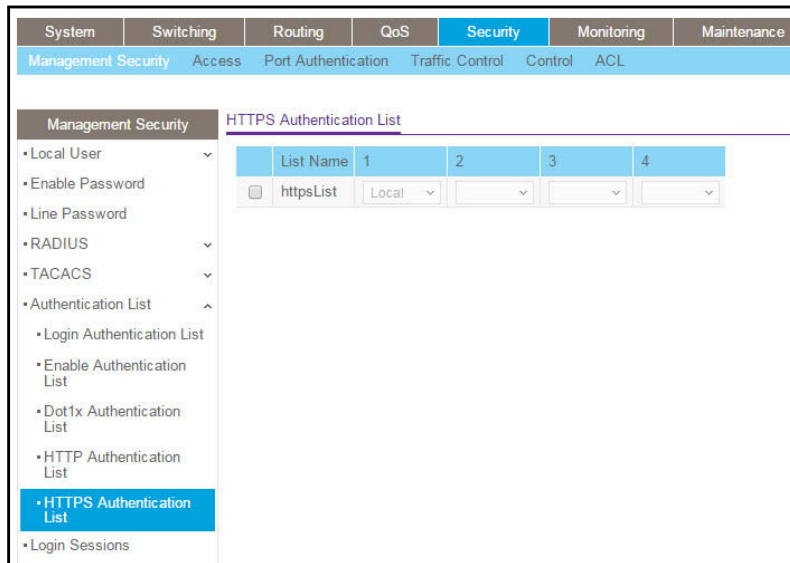 System Switching Routing QoS Security Monitoring Maintenance
Management Security Access Port Authentication Traffic Control Control ACL
Management Security
Local User
Enable Password
Line Password
RADIUS
TACACS
Authentication List
Login Authentication List
Enable Authentication
List
Dot1x Authentication
List
HTTP Authentication
List
HTTPS Authentication
List
Login Sessions
HTTPS Authentication List
List Name 1 2 3 4
httpsList Local